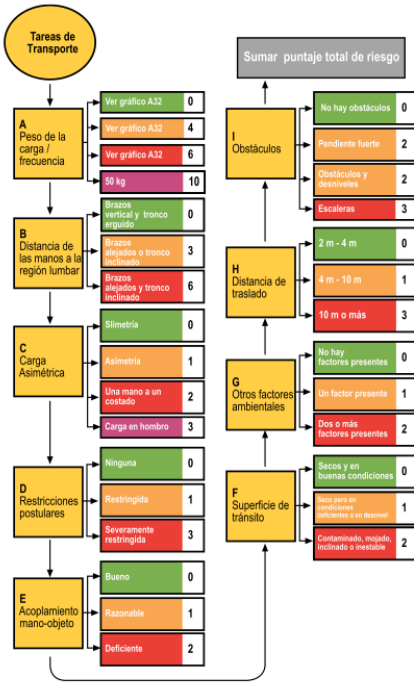 Tareas de
Transporte
A
Peso de la
carga /
frecuencia
Ver gráfico A32 0
Ver gráfico A32 4
Ver gráfico A32 6
50 kg 10
B
Distancia de
las manos a la
región lumbar
Brazos
vertical y tronco
erguido 0
Brazos
alejados o tronco
inclinado 3
Brazos
alejados y tronco
inclinado 6
C
Carga
Asimétrica
Slimetría 0
Asimetría 1
Una mano a un
costado 2
Carga en hombro 3
D
Restricciones
postulares
Ninguna 0
Restringida 1
Severamente
restringida 3
E
Acoplamiento
mano-objeto
Bueno 0
Razonable 1
Deficiente 2
Sumar puntaje total de riesgo
I
Obstáculos
No hay obstáculos 0
Pendiente fuerte 2
Obstáculos y
desniveles 2
Escaleras 3
H
Distancia de
traslado
2 m - 4 m 0
4 m - 10 m 1
10 m o más 3
G
Otros factores
ambientales
No hay
factores presentes 0
Un factor presente 1
Dos o más
factores presentes 2
F
Superficie de
tránsito
Secos y en
buenas condiciones 0
Seco pero en
condiciones
deficientes o en desnivel 1
Contaminado, mojado,
Inclinado o inestable 2